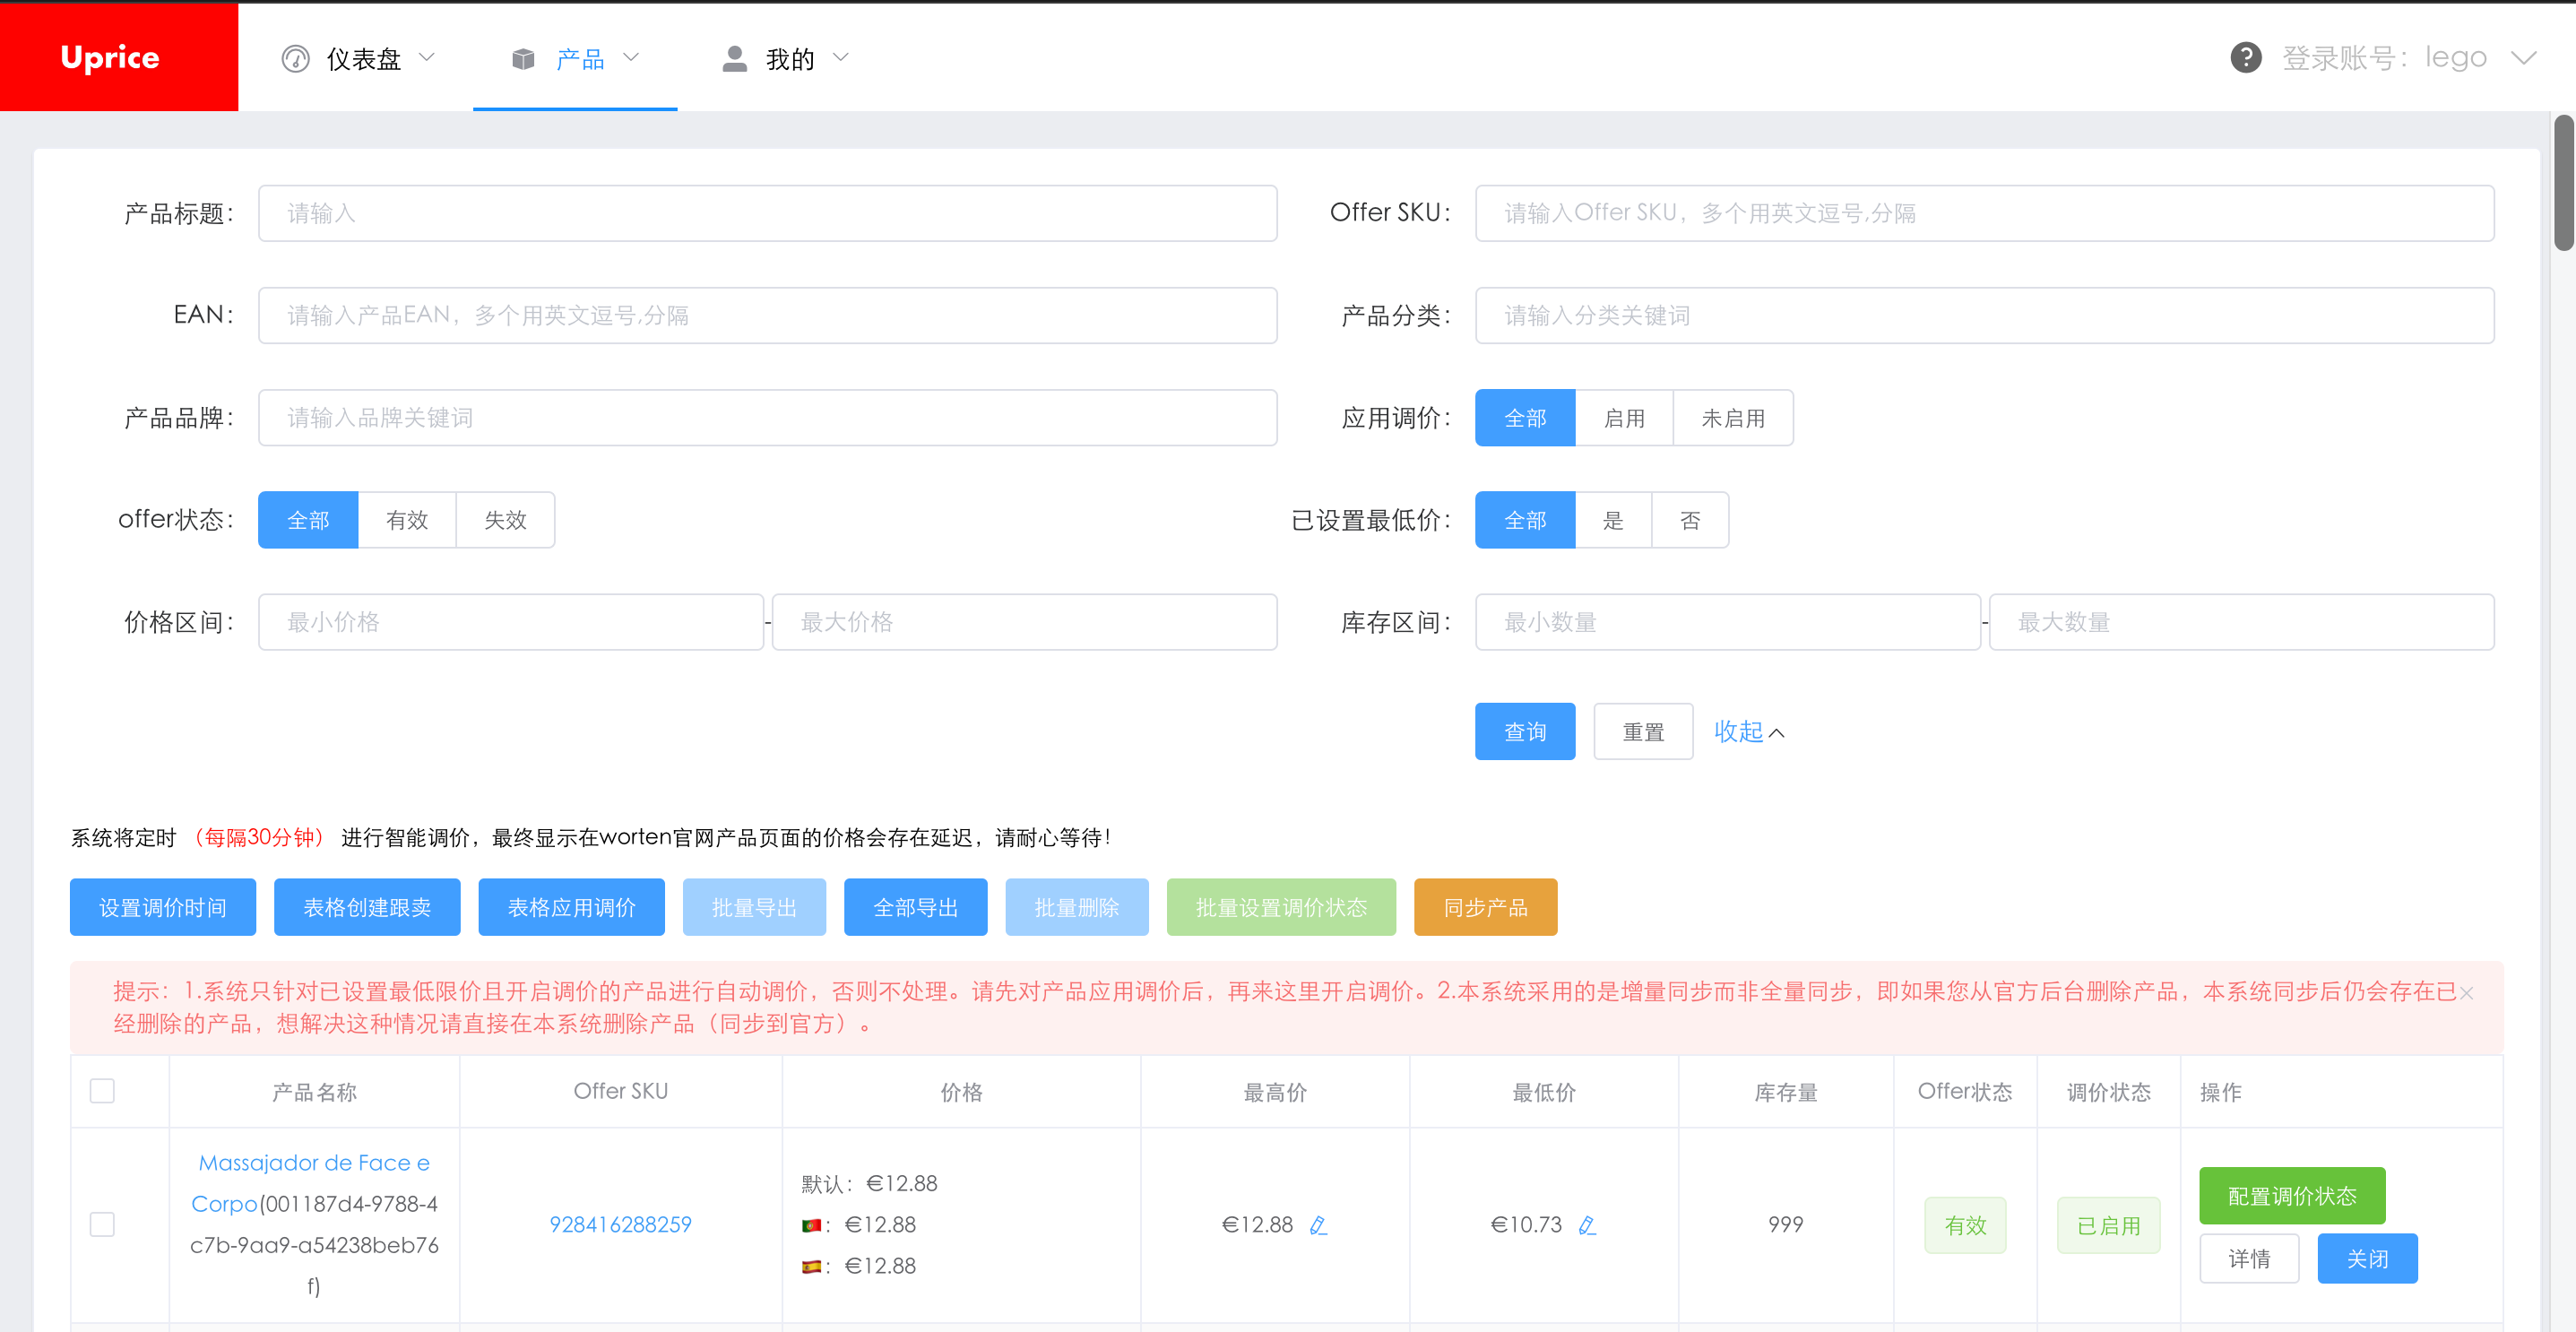 Uprice
仪表盘
产品
我的
登录账号：lego
产品标题：
请输入
Offer SKU：
请输入Offer SKU，多个用英文逗号,分隔
EAN：
请输入产品EAN，多个用英文逗号,分隔
产品分类：
请输入分类关键词
产品品牌：
请输入品牌关键词
应用调价：
全部
启用
未启用
offer状态：
全部
有效
失效
已设置最低价：
全部
是
否
价格区间：
最小价格
-
最大价格
库存区间：
最小数量
-
最大数量
查询
重置
收起
系统将定时 （每隔30分钟） 进行智能调价，最终显示在worten官网产品页面的价格会存在延迟，请耐心等待！
设置调价时间
表格创建跟卖
表格应用调价
批量导出
全部导出
批量删除
批量设置调价状态
同步产品
提示：1.系统只针对已设置最低限价且开启调价的产品进行自动调价，否则不处理。请先对产品应用调价后，再来这里开启调价。2.本系统采用的是增量同步而非全量同步，即如果您从官方后台删除产品，本系统同步后仍会存在已
经删除的产品，想解决这种情况请直接在本系统删除产品（同步到官方）。
产品名称
Offer SKU
价格
最高价
最低价
库存量
Offer状态
调价状态
操作
Massajador de Face e
Corpo(001187d4-9788-4
c7b-9aa9-a54238beb76
f)
928416288259
默认：€12.88
：€12.88
：€12.88
€12.88
€10.73
999
有效
已启用
配置调价状态
详情
关闭